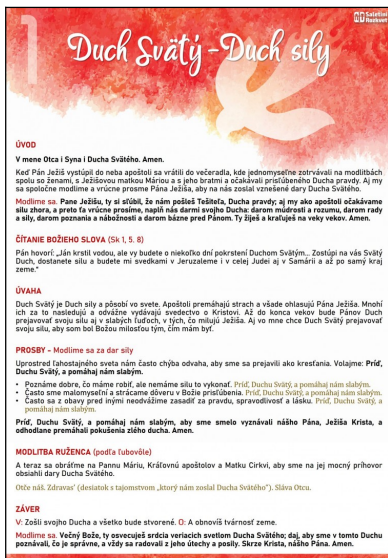 1
Saletíni
Rozkvet
Duch Svätý - Duch sily
ÚVOD
V mene Otca i Syna i Ducha Svätého. Amen.
Keď Pán Ježiš vystúpil do neba apoštoli sa vrátili do večeradla, kde jednomyseľne zotrvávali na modlitbách
spolu so ženami, s Ježišovou matkou Máriou a s jeho bratmi a očakávali prisľúbeného Ducha pravdy. Aj my
sa spoločne modlime a vrúcne prosme Pána Ježiša, aby na nás zoslal vznešené dary Ducha Svätého.
Modlime sa. Pane Ježišu, ty si sľúbil, že nám pošleš Tešiteľa, Ducha pravdy; aj my ako apoštoli očakávame
silu zhora, a preto ťa vrúcne prosíme, naplň nás darmi svojho Ducha: darom múdrosti a rozumu, darom rady
a sily, darom poznania a nábožnosti a darom bázne pred Pánom. Ty žiješ a kraľuješ na veky vekov. Amen.
ČÍTANIE BOŽIEHO SLOVA (Sk 1, 5. 8)
Pán hovorí: „Ján krstil vodou, ale vy budete o niekoľko dní pokrstení Duchom Svätým... Zostúpi na vás Svätý
Duch, dostanete silu a budete mi svedkami v Jeruzaleme i v celej Judei aj v Samárii a až po samý kraj
zeme."
ÚVAHA
Duch Svätý je Duch sily a pôsobí vo svete. Apoštoli premáhajú strach a všade ohlasujú Pána Ježiša. Mnohí
ich za to nasledujú a odvážne vydávajú svedectvo o Kristovi. Až do konca vekov bude Pánov Duch
prejavovať svoju silu aj v slabých ľuďoch, v tých, čo milujú Ježiša. Aj vo mne chce Duch Svätý prejavovať
svoju silu, aby som bol Božou milosťou tým, čím mám byť.
PROSBY - Modlime sa za dar sily
Uprostred ľahostajného sveta nám často chýba odvaha, aby sme sa prejavili ako kresťania. Volajme: Príď,
Duchu Svätý, a pomáhaj nám slabým.
• Poznáme dobre, čo máme robiť, ale nemáme silu to vykonať. Príď, Duchu Svätý, a pomáhaj nám slabým.
• Často sme malomyseľní a strácame dôveru v Božie prisľúbenia. Príď, Duchu Svätý, a pomáhaj nám slabým.
• Často sa z obavy pred inými neodvážime zasadiť za pravdu, spravodlivosť a lásku. Príď, Duchu Svätý, a
pomáhaj nám slabým.
Príď, Duchu Svätý, a pomáhaj nám slabým, aby sme smelo vyznávali nášho Pána, Ježiša Krista, a
odhodlane premáhali pokušenia zlého ducha. Amen.
MODLITBA RUŽENCA (podľa ľubovôle)
A teraz sa obráťme na Pannu Máriu, Kráľovnú apoštolov a Matku Cirkvi, aby sme na jej mocný príhovor
obsiahli dary Ducha Svätého.
Otče náš. Zdravas' (desiatok s tajomstvom „ktorý nám zoslal Ducha Svätého"). Sláva Otcu.
ZÁVER
V: Zošli svojho Ducha a všetko bude stvorené. O: A obnovíš tvárnosť zeme.
Modlime sa. Večný Bože, ty osvecuješ srdcia veriacich svetlom Ducha Svätého; daj, aby sme v tomto Duchu
poznávali, čo je správne, a vždy sa radovali z jeho útechy a posily. Skrze Krista, nášho Pána. Amen.